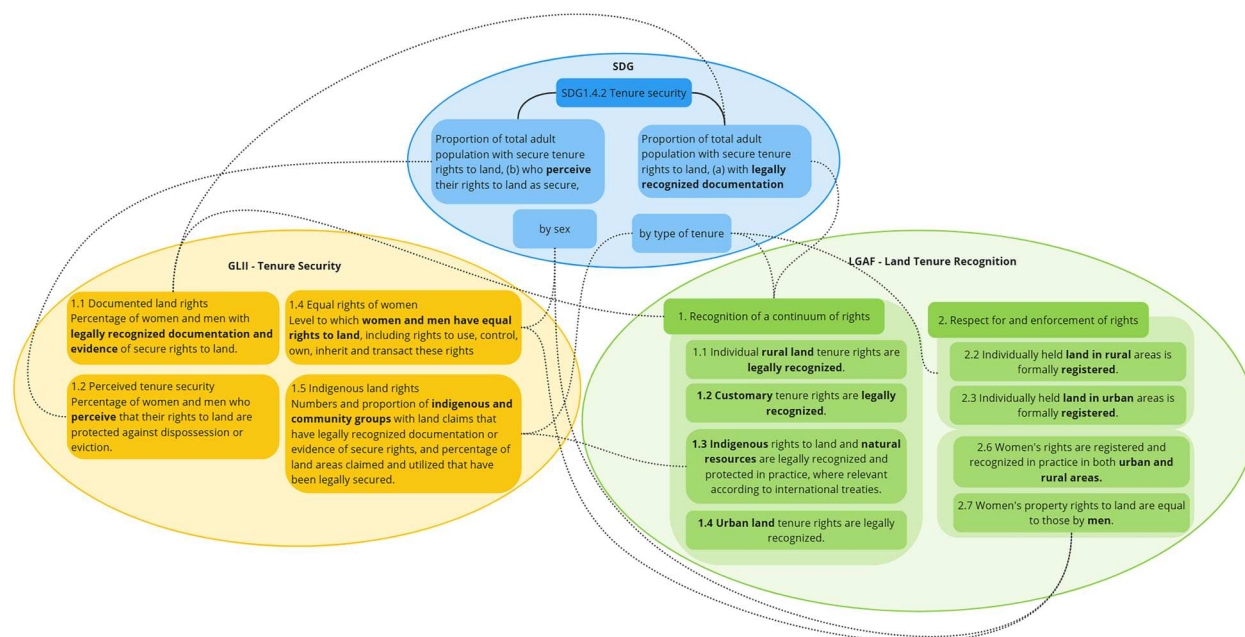 SDG
SDG1.4.2 Tenure security
Proportion of total adult
population with secure tenure
rights to land, (b) who perceive
their rights to land as secure,
Proportion of total adult
population with secure tenure
rights to land, (a) with legally
recognized documentation
by sex
by type of tenure
GLII - Tenure Security
1.1 Documented land rights
Percentage of women and men with
legally recognized documentation and
evidence of secure rights to land.
1.4 Equal rights of women
Level to which women and men have equal
rights to land, including rights to use, control,
own, inherit and transact these rights
1.2 Perceived tenure security
Percentage of women and men who
perceive that their rights to land are
protected against dispossession or
eviction.
1.5 Indigenous land rights
Numbers and proportion of indigenous and
community groups with land claims that
have legally recognized documentation or
evidence of secure rights, and percentage of
land areas claimed and utilized that have
been legally secured.
LGAF - Land Tenure Recognition
1. Recognition of a continuum of rights
1.1 Individual rural land tenure rights are
legally recognized.
1.2 Customary tenure rights are legally
recognized.
1.3 Indigenous rights to land and natural
resources are legally recognized and
protected in practice, where relevant
according to international treaties.
1.4 Urban land tenure rights are legally
recognized.
2. Respect for and enforcement of rights
2.2 Individually held land in rural areas is
formally registered.
2.3 Individually held land in urban areas is
formally registered.
2.6 Women's rights are registered and
recognized in practice in both urban and
rural areas.
2.7 Women's property rights to land are equal
to those by men.